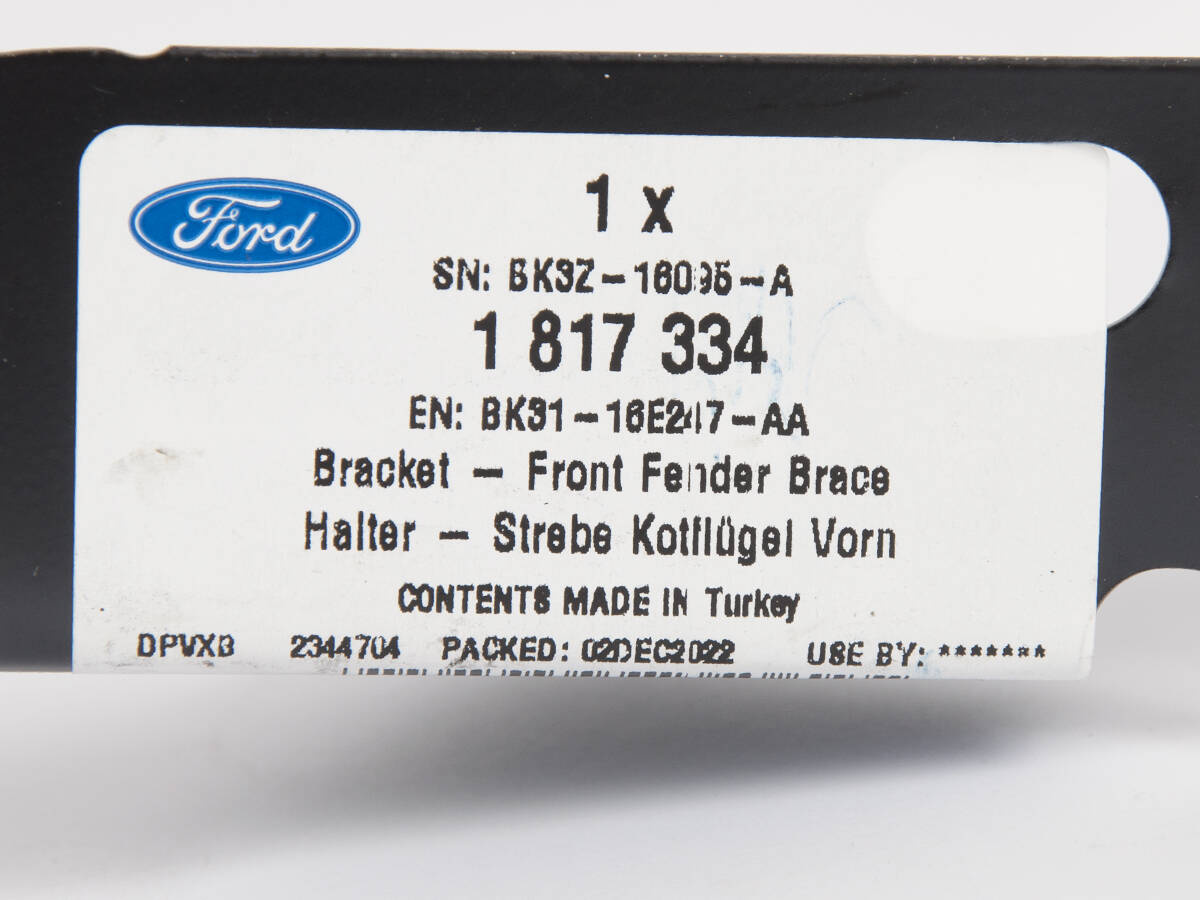 Ford
1 x
SN: BK3Z-16095-A
1 817 334
EN: BK31-16E247-AA
Bracket - Front Fender Brace
Halter - Strebe Kotflügel Vorn
CONTENTS MADE IN Turkey
DPVXB 2344704 PACKED: 02DEC2022 USE BY: *******